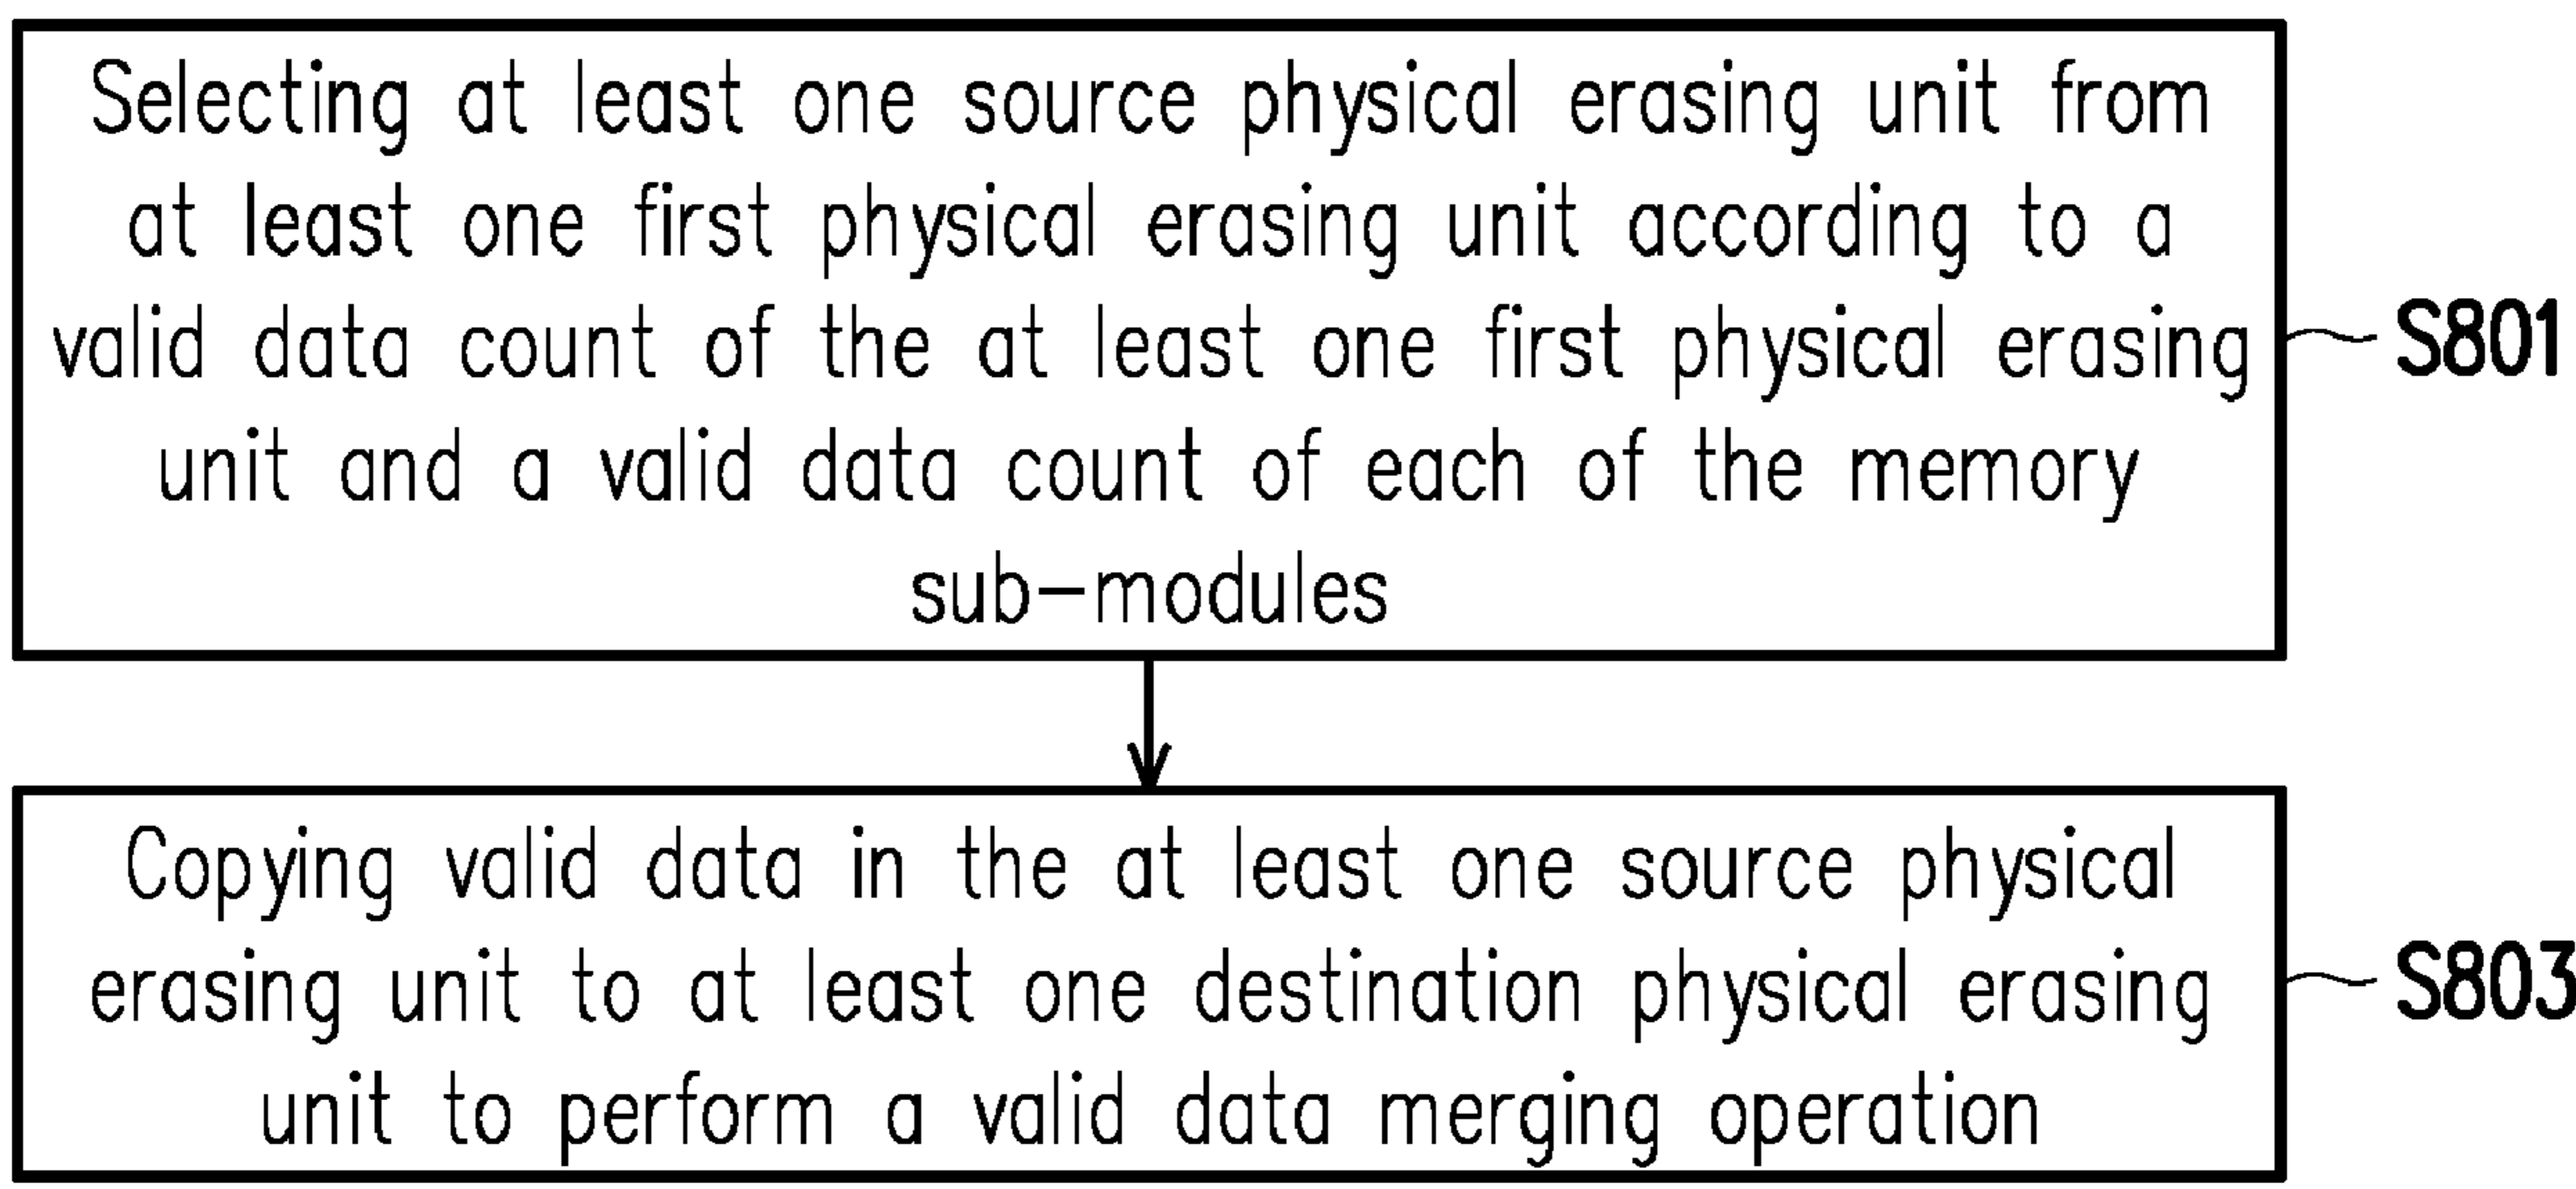 Selecting at least one source physical erasing unit from
at least one first physical erasing unit according to a
valid data count of the at least one first physical erasing
unit and a valid data count of each of the memory
sub-modules
S801
Copying valid data in the at least one source physical
erasing unit to at least one destination physical erasing
unit to perform a valid data merging operation
S803